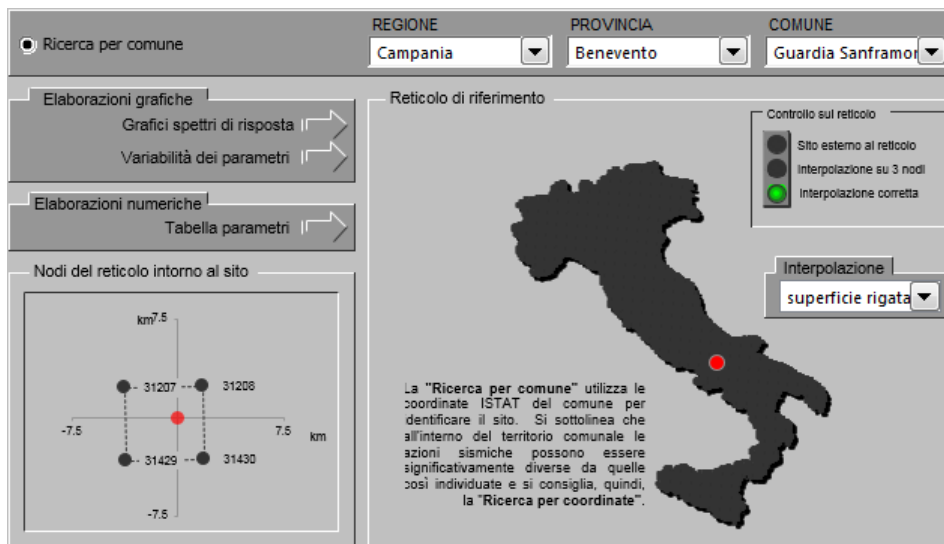 REGIONE PROVINCIA COMUNE
Ricerca per comune
Campania Benevento Guardia Sanframor
Elaborazioni grafiche
Grafici spettri di risposta
Variabilità dei parametri
Elaborazioni numeriche
Tabella parametri
Nodi del reticolo intorno al sito
km 7.5
31207 31208
-7.5 7.5 km
31429 31430
-7.5
Reticolo di riferimento
Controllo sul reticolo
Sito esterno al reticolo
Interpolazione su 3 nodi
Interpolazione corretta
Interpolazione
superficie rigata
La "Ricerca per comune" utilizza le
coordinate ISTAT del comune per
identificare il sito. Si sottolinea che
all'interno del territorio comunale le
azioni sismiche possono essere
significativamente diverse da quelle
così individuate e si consiglia, quindi,
la "Ricerca per coordinate".